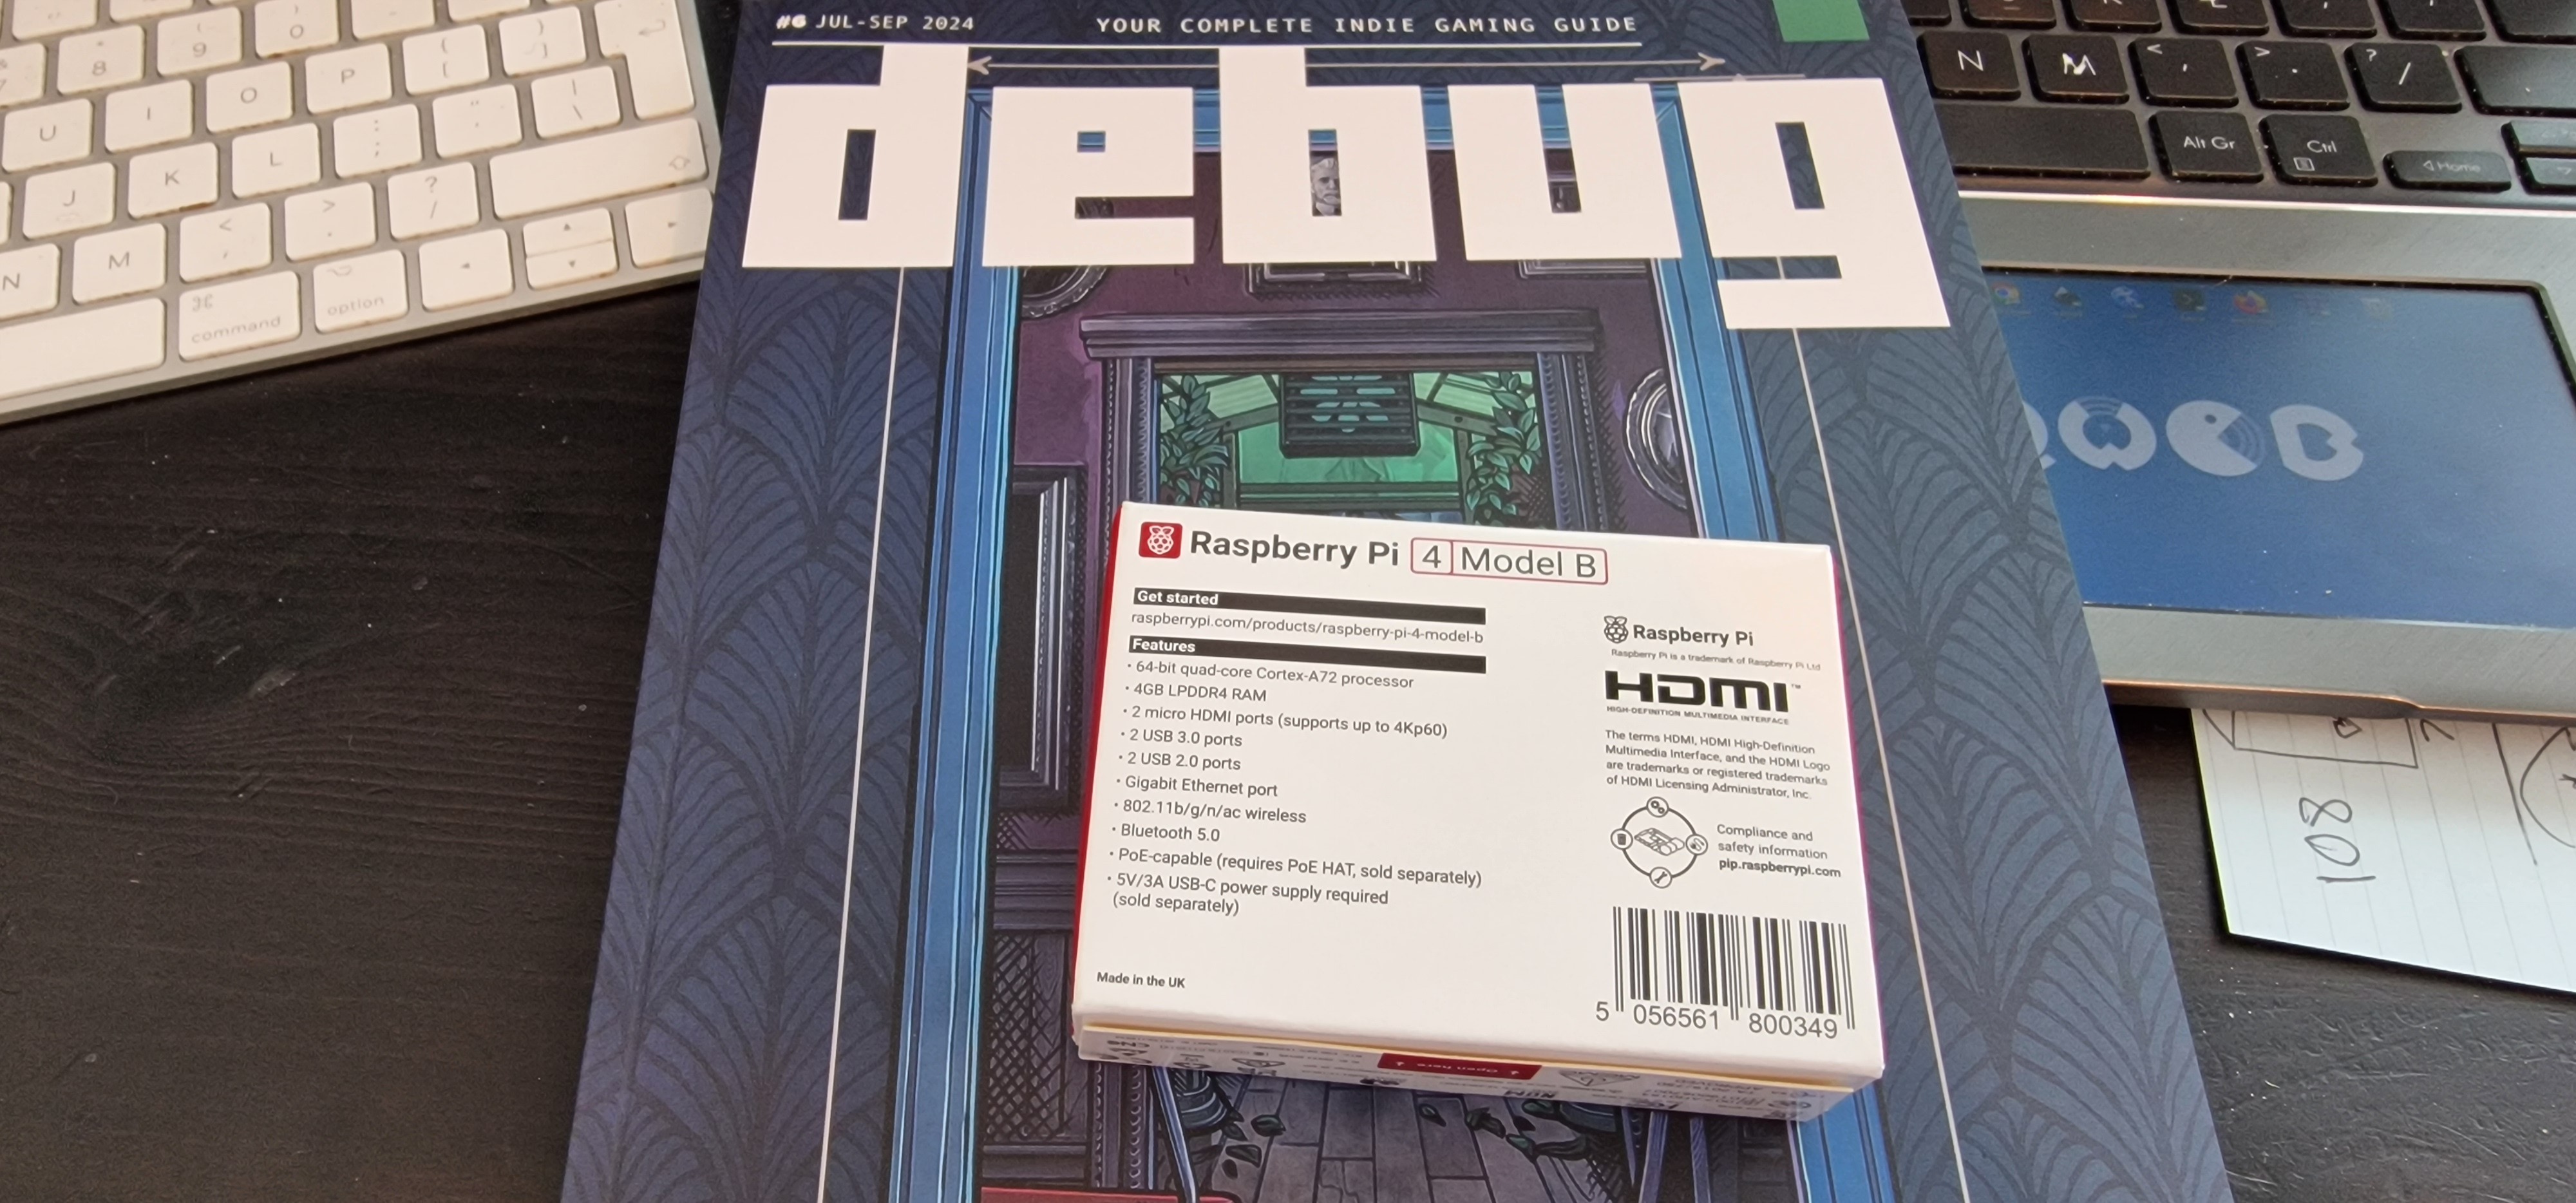 #6 JUL-SEP 2024
YOUR COMPLETE INDIE GAMING GUIDE
debug
Raspberry Pi 4 Model B
Get started
raspberrypi.com/products/raspberry-pi-4-model-b
Features
· 64-bit quad-core Cortex-A72 processor
· 4GB LPDDR4 RAM
· 2 micro HDMI ports (supports up to 4Kp60)
· 2 USB 3.0 ports
· 2 USB 2.0 ports
· Gigabit Ethernet port
· 802.11b/g/n/ac wireless
· Bluetooth 5.0
· PoE-capable (requires PoE HAT, sold separately)
· 5V/3A USB-C power supply required
(sold separately)
Made in the UK
Raspberry Pi
Raspberry Pi is a trademark of Raspberry Pi Ltd
HDMI™
HIGH-DEFINITION MULTIMEDIA INTERFACE
The terms HDMI, HDMI High-Definition
Multimedia Interface, and the HDMI Logo
are trademarks or registered trademarks
of HDMI Licensing Administrator, Inc.
Compliance and
safety information
pip.raspberrypi.com
5 056561 800349
Open here
8 9 0 { [ } ]
U I O P
J K L : ; " ' | \
N M < , > . ? /
command option
N M < , > . ? /
Alt Gr Ctrl Home
B
108